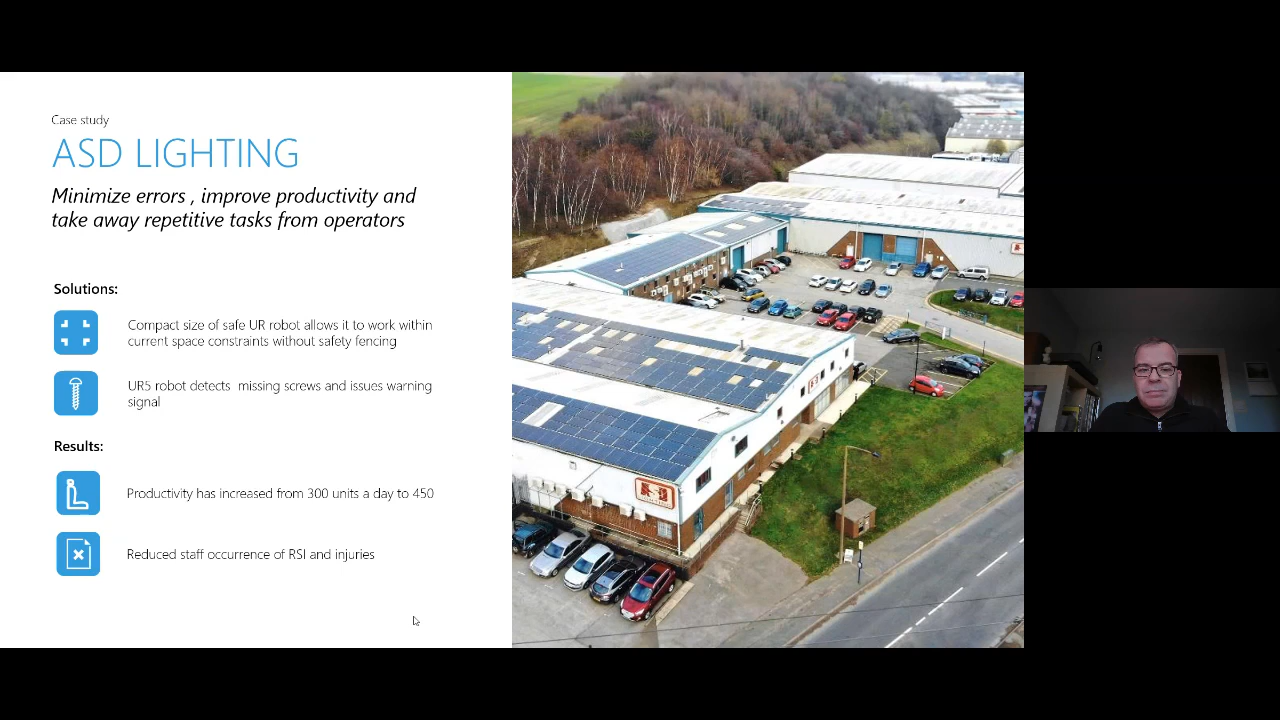 Case study
ASD LIGHTING
Minimize errors , improve productivity and
take away repetitive tasks from operators
Solutions:
Compact size of safe UR robot allows it to work within
current space constraints without safety fencing
UR5 robot detects missing screws and issues warning
signal
Results:
Productivity has increased from 300 units a day to 450
Reduced staff occurrence of RSI and injuries